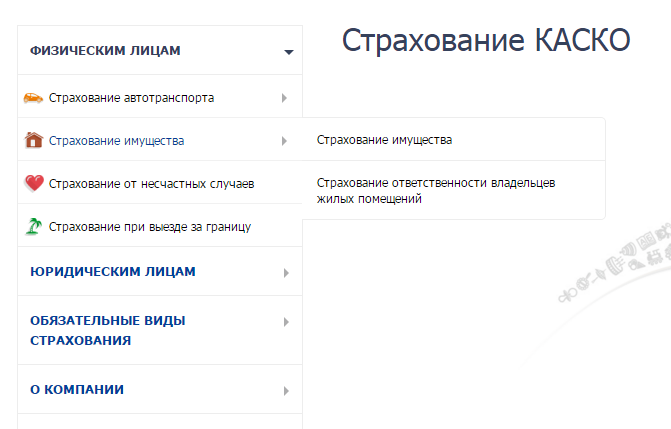 Страхование КАСКО
ФИЗИЧЕСКИМ ЛИЦАМ
Страхование автотранспорта
Страхование имущества
Страхование от несчастных случаев
Страхование при выезде за границу
Страхование имущества
Страхование ответственности владельцев
жилых помещений
ЮРИДИЧЕСКИМ ЛИЦАМ
ОБЯЗАТЕЛЬНЫЕ ВИДЫ
СТРАХОВАНИЯ
О КОМПАНИИ